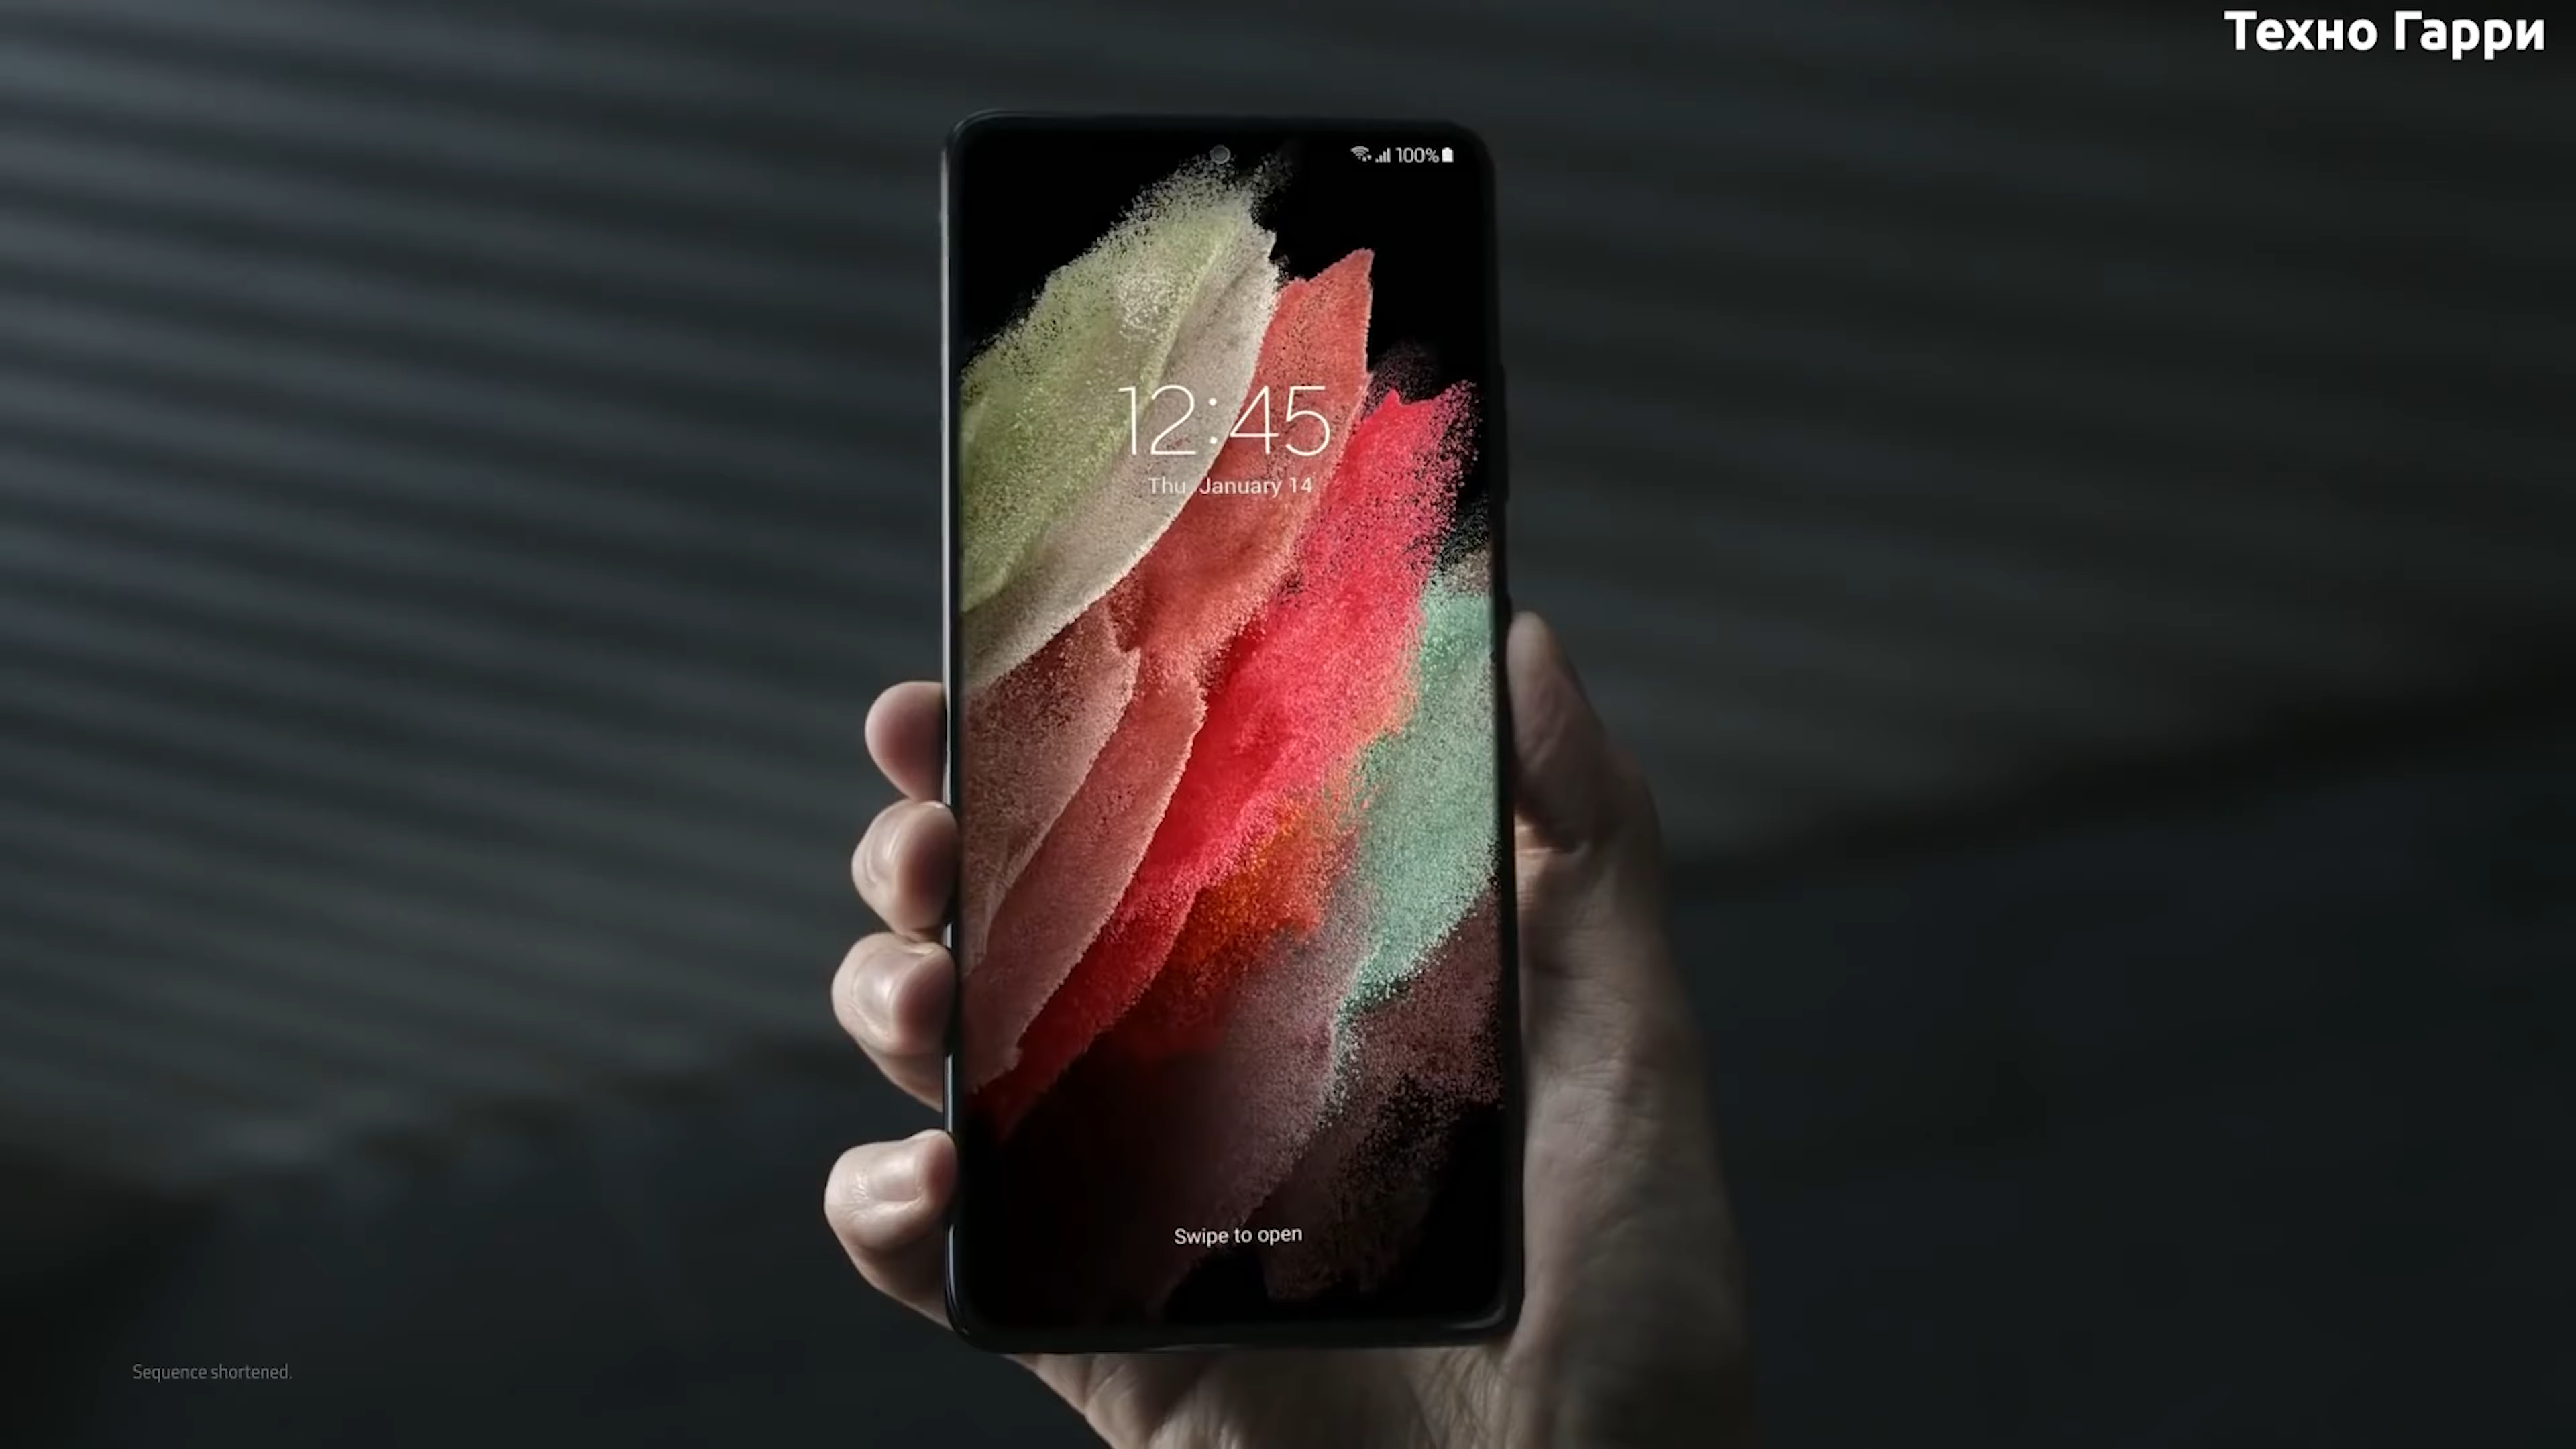 Техно Гарри
100%
12:45
Thu, January 14
Swipe to open
Sequence shortened.